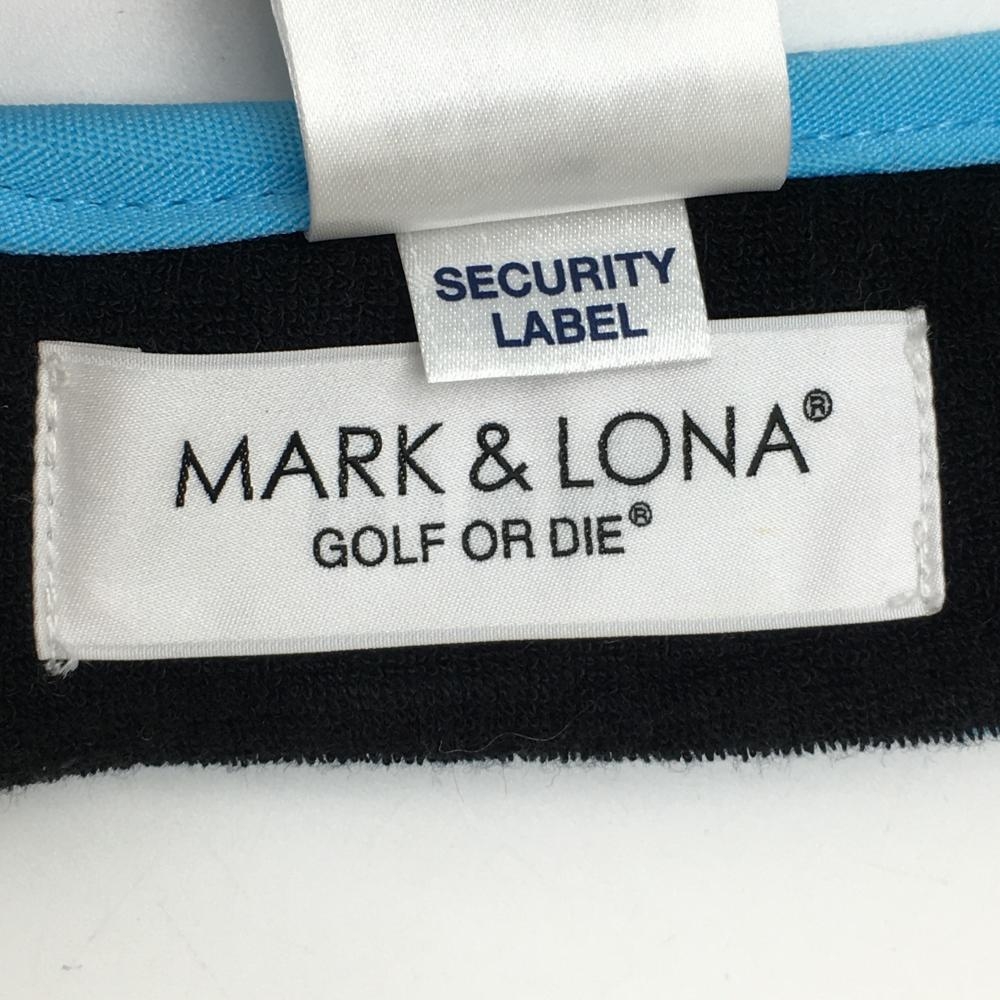 SECURITY
LABEL
MARK & LONA®
GOLF OR DIE®